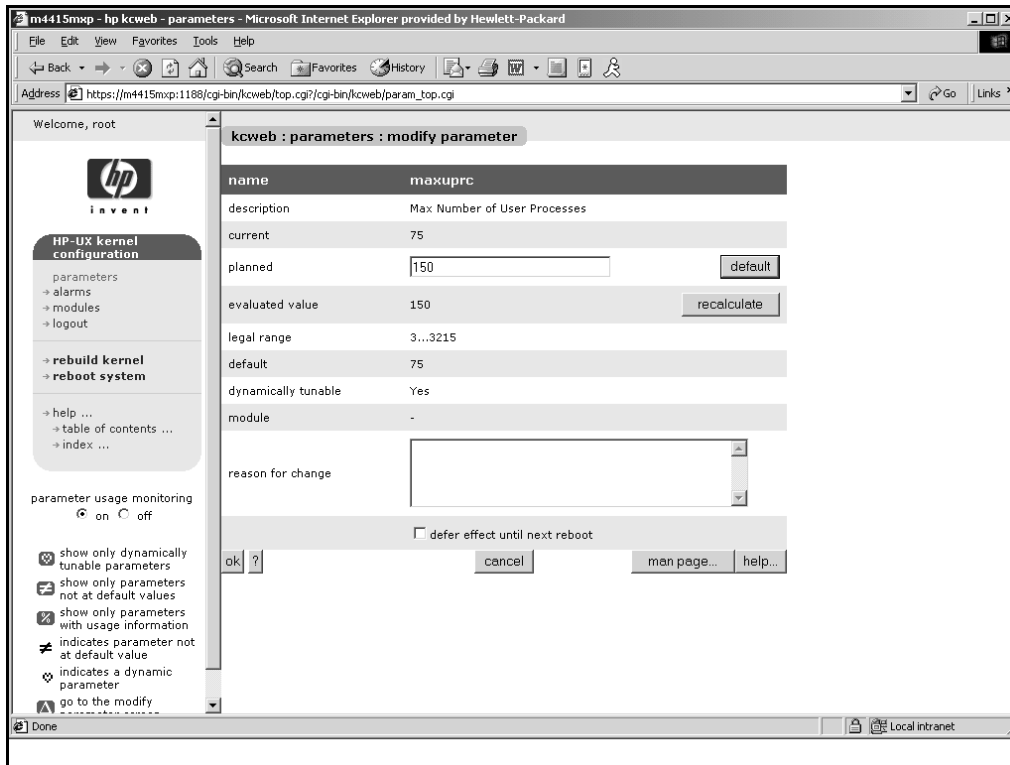 m4415mxp - hp kcweb - parameters - Microsoft Internet Explorer provided by Hewlett-Packard
File Edit View Favorites Tools Help
Back Search Favorites History
Address https://m4415mxp:1188/cgi-bin/kcweb/top.cgi?/cgi-bin/kcweb/param_top.cgi Go Links
Welcome, root
hp
invent
HP-UX kernel
configuration
parameters
alarms
modules
logout
rebuild kernel
reboot system
help ...
table of contents ...
index ...
parameter usage monitoring
on off
show only dynamically
tunable parameters
show only parameters
not at default values
show only parameters
with usage information
indicates parameter not
at default value
indicates a dynamic
parameter
go to the modify
kcweb : parameters : modify parameter
name maxuprc
description Max Number of User Processes
current 75
planned 150 default
evaluated value 150 recalculate
legal range 3...3215
default 75
dynamically tunable Yes
module -
reason for change
defer effect until next reboot
ok ? cancel man page... help...
Done Local intranet